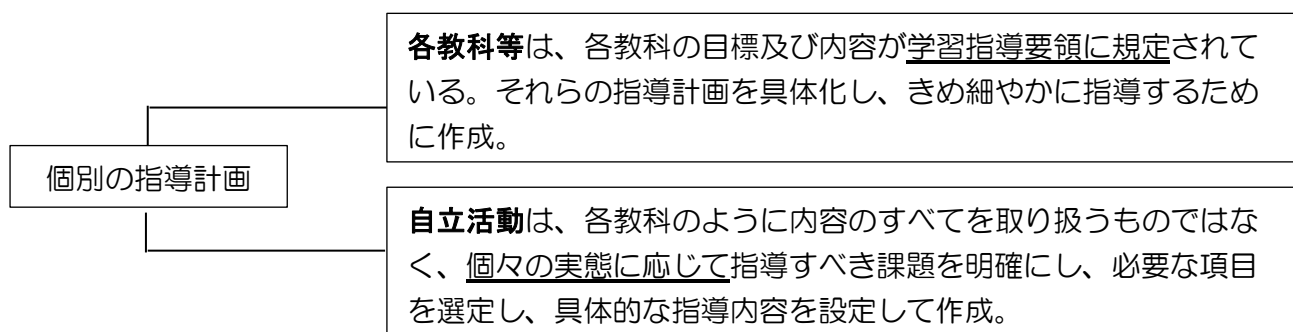 各教科等は、各教科の目標及び内容が学習指導要領に規定されて
いる。それらの指導計画を具体化し、きめ細やかに指導するため
に作成。
個別の指導計画
自立活動は、各教科のように内容のすべてを取り扱うものではな
く、個々の実態に応じて指導すべき課題を明確にし、必要な項目
を選定し、具体的な指導内容を設定して作成。